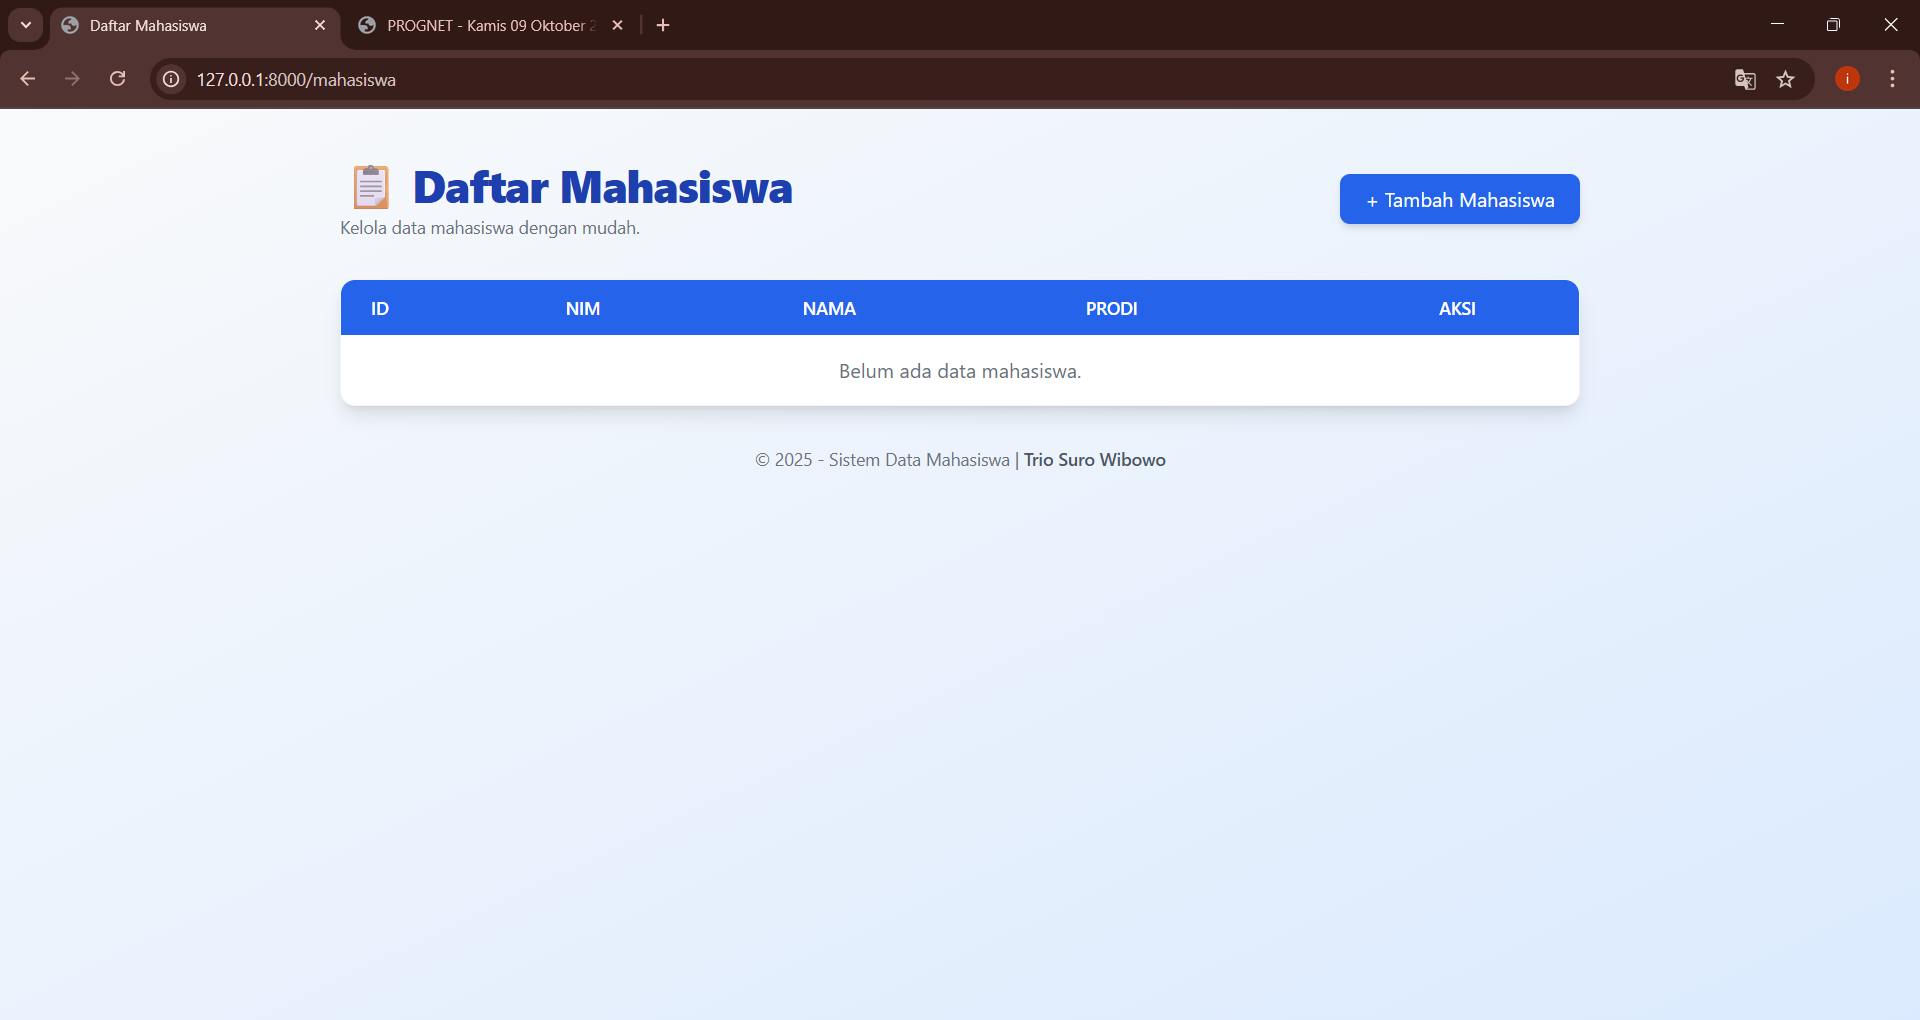 Daftar Mahasiswa
PROGNET - Kamis 09 Oktober
127.0.0.1:8000/mahasiswa
i
Daftar Mahasiswa
Kelola data mahasiswa dengan mudah.
+ Tambah Mahasiswa
ID NIM NAMA PRODI AKSI
Belum ada data mahasiswa.
© 2025 - Sistem Data Mahasiswa | Trio Suro Wibowo